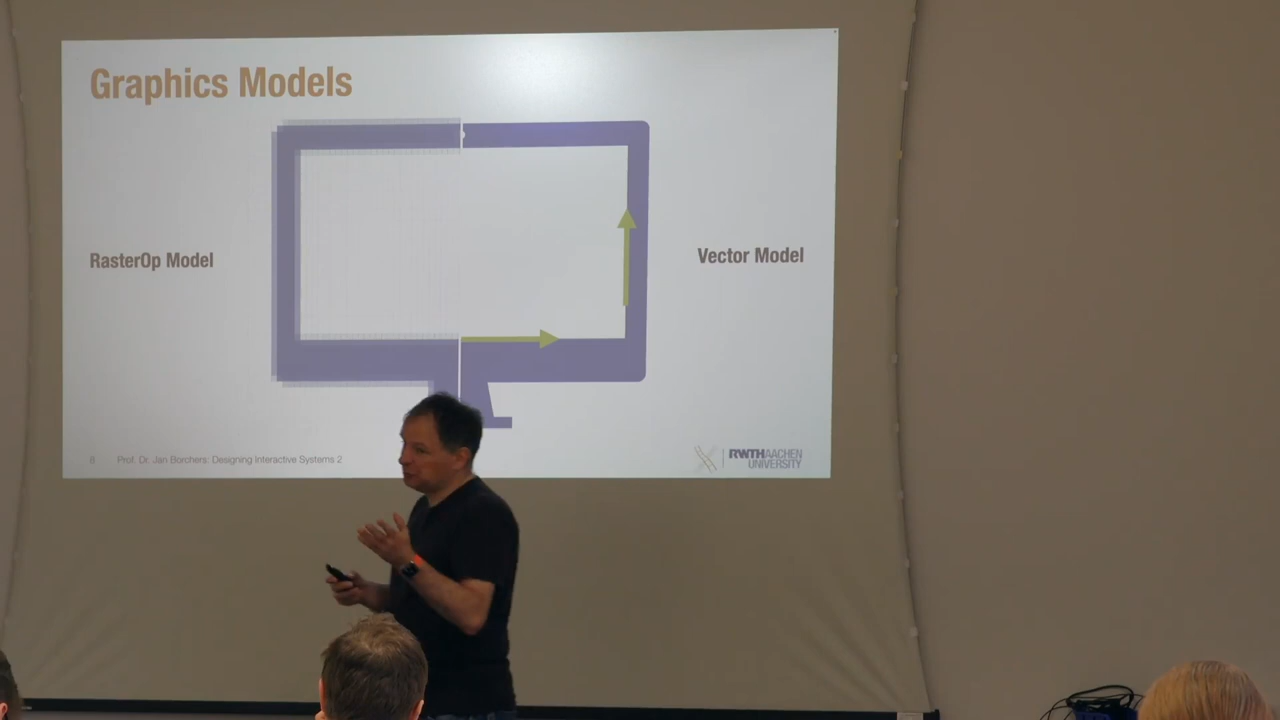 Graphics Models
RasterOp Model
Vector Model
Prof. Dr. Jan Borchers: Designing Interactive Systems 2
RWTHAACHEN
UNIVERSITY